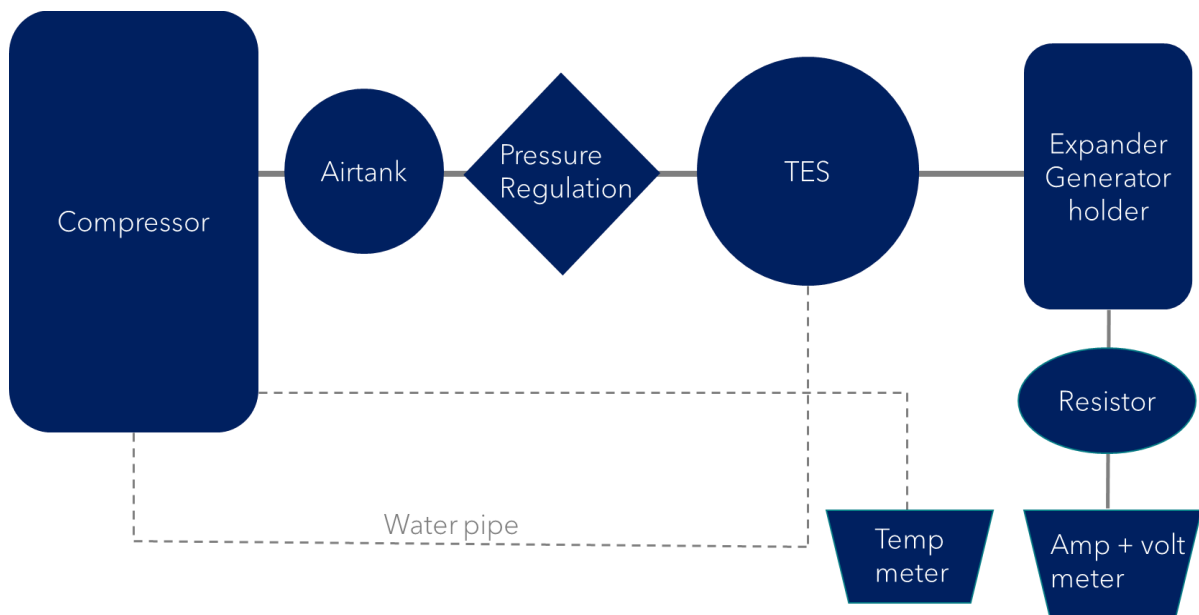 Compressor
Airtank
Pressure
Regulation
TES
Expander
Generator
holder
Resistor
Water pipe
Temp
meter
Amp + volt
meter